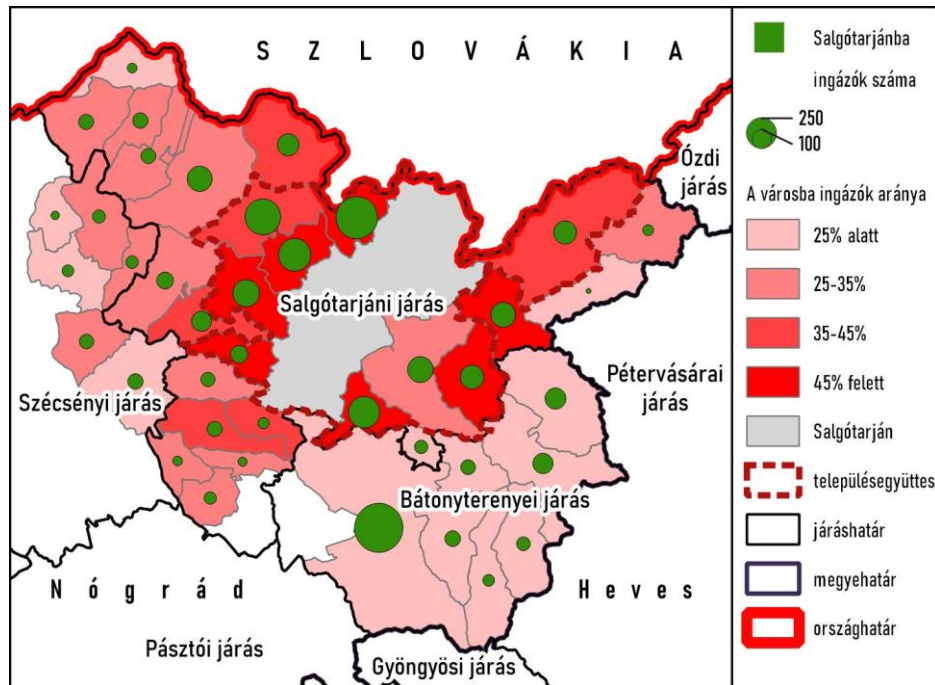 S Z L O V Á K I A
Ózdi
járás
Salgótarjáni járás
Szécsényi járás
Pétervásárai
járás
Bátonyterenyei járás
N ó g r á d
H e v e s
Pásztói járás
Gyöngyösi járás
Salgótarjánba
ingázók száma
250
100
A városba ingázók aránya
25% alatt
25-35%
35-45%
45% felett
Salgótarján
településegyüttes
járáshatár
megyehatár
országhatár